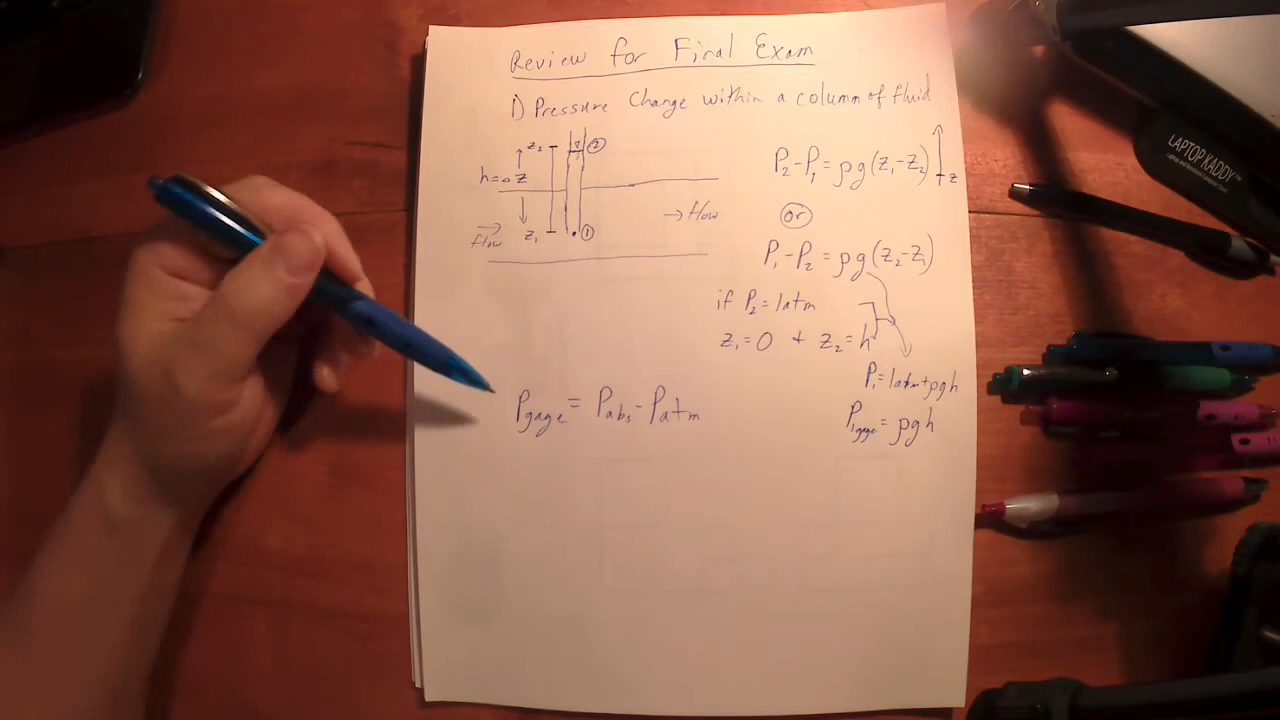 Review for Final Exam
1) Pressure Change within a column of fluid
z₂ ②
h=△z
→ flow
flow
z₁ ①
P₂-P₁=ρg(z₁-z₂)
z
or
P₁-P₂=ρg(z₂-z₁)
if P₂=1atm
z₁=0 + z₂=h
P₁=1atm+ρgh
P₁gage=ρgh
Pgage=Pabs-Patm
LAPTOP KADDY™